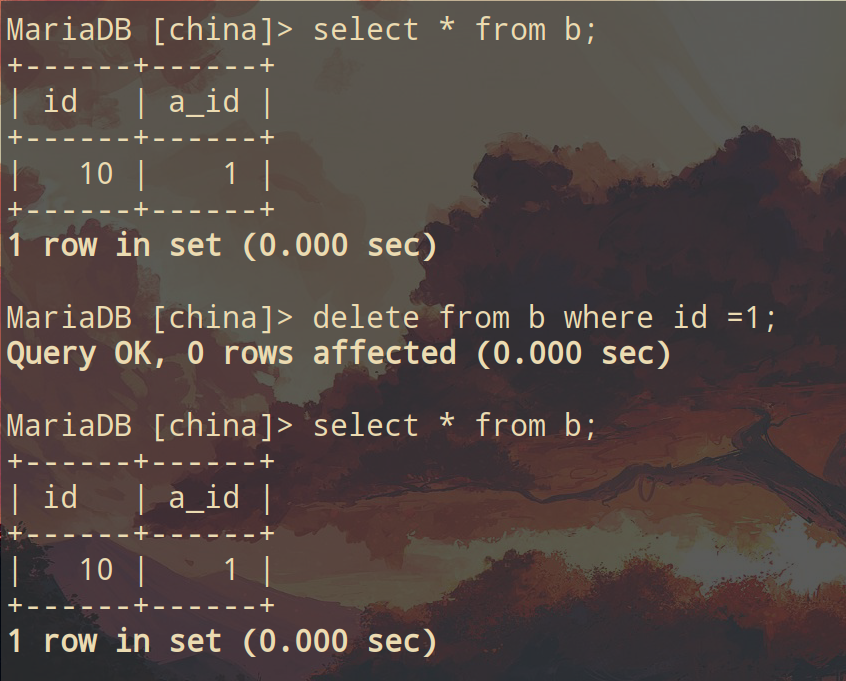 MariaDB [china]> select * from b;
+------+------+
| id   | a_id |
+------+------+
|   10 |    1 |
+------+------+
1 row in set (0.000 sec)

MariaDB [china]> delete from b where id =1;
Query OK, 0 rows affected (0.000 sec)

MariaDB [china]> select * from b;
+------+------+
| id   | a_id |
+------+------+
|   10 |    1 |
+------+------+
1 row in set (0.000 sec)